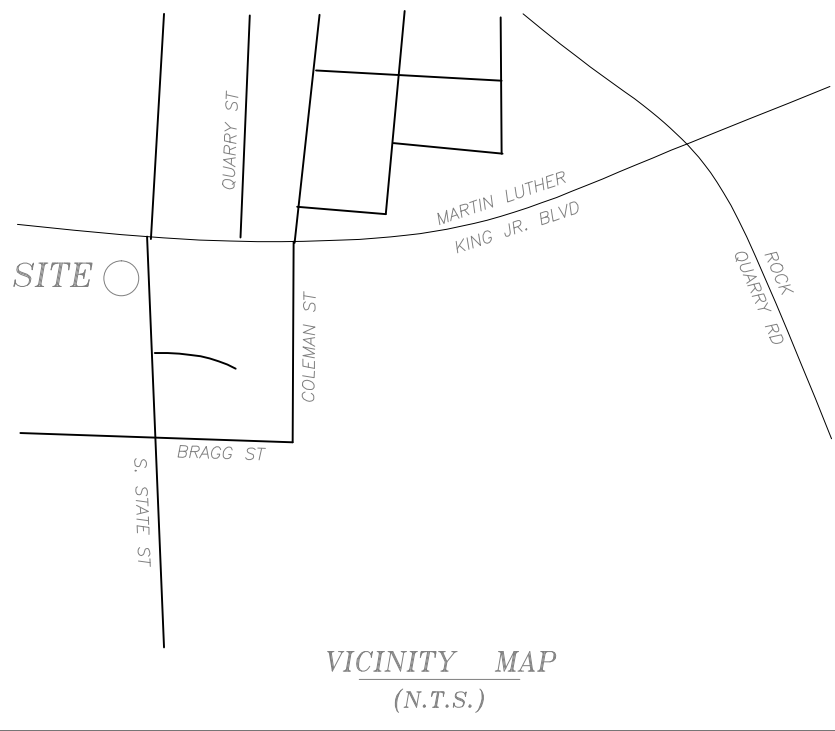 QUARRY ST
MARTIN LUTHER
KING JR. BLVD
ROCK
QUARRY RD
SITE
COLEMAN ST
BRAGG ST
S. STATE ST
VICINITY MAP
(N.T.S.)